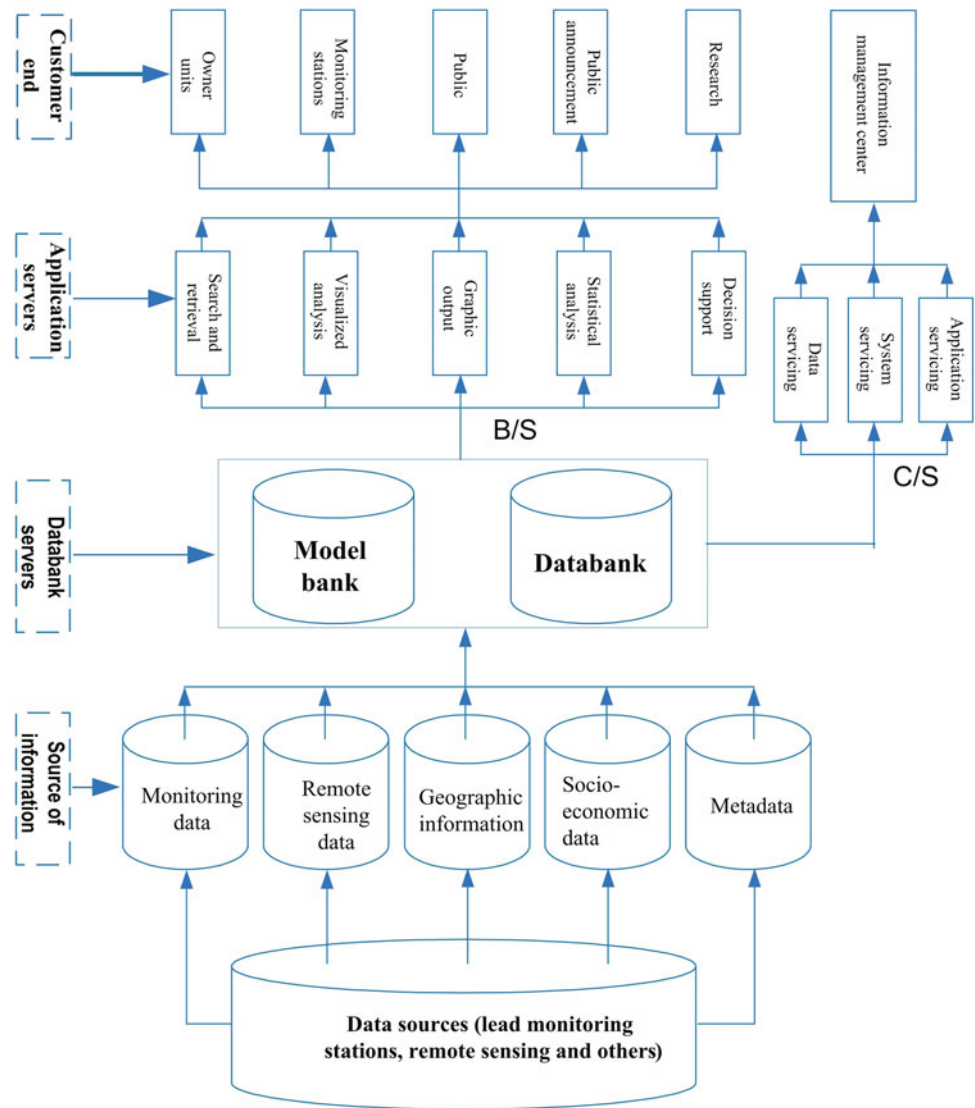 Customer
end
Owner
units
Monitoring
stations
Public
Public
announcement
Research
Information
management center
Application
servers
Search and
retrieval
Visualized
analysis
Graphic
output
Statistical
analysis
Decision
support
Data
servicing
System
servicing
Application
servicing
B/S
C/S
Databank
servers
Model
bank
Databank
Source of
information
Monitoring
data
Remote
sensing
data
Geographic
information
Socio-
economic
data
Metadata
Data sources (lead monitoring
stations, remote sensing and others)